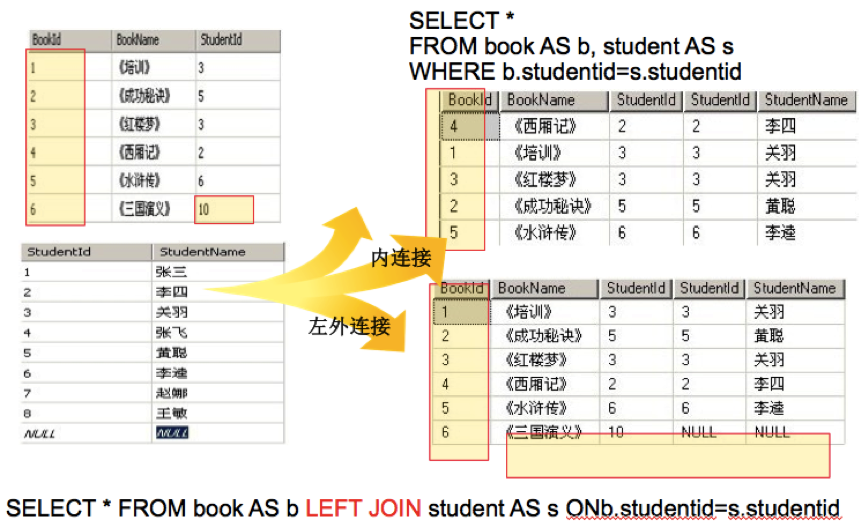 BookId BookName StudentId
1 《培训》 3
2 《成功秘诀》 5
3 《红楼梦》 3
4 《西厢记》 2
5 《水浒传》 6
6 《三国演义》 10
StudentId StudentName
1 张三
2 李四
3 关羽
4 张飞
5 黄聪
6 李逵
7 赵娜
8 王敏
NULL NULL
内连接
左外连接
SELECT *
FROM book AS b, student AS s
WHERE b.studentid=s.studentid
BookId BookName StudentId StudentId StudentName
4 《西厢记》 2 2 李四
1 《培训》 3 3 关羽
3 《红楼梦》 3 3 关羽
2 《成功秘诀》 5 5 黄聪
5 《水浒传》 6 6 李逵
BookId BookName StudentId StudentId StudentName
1 《培训》 3 3 关羽
2 《成功秘诀》 5 5 黄聪
3 《红楼梦》 3 3 关羽
4 《西厢记》 2 2 李四
5 《水浒传》 6 6 李逵
6 《三国演义》 10 NULL NULL
SELECT * FROM book AS b LEFT JOIN student AS s ONb.studentid=s.studentid